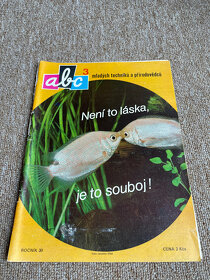 abc 3
mladých techniků a přírodovědců
Není to láska,
je to souboj!
ROČNÍK 30
CENA 3 Kčs